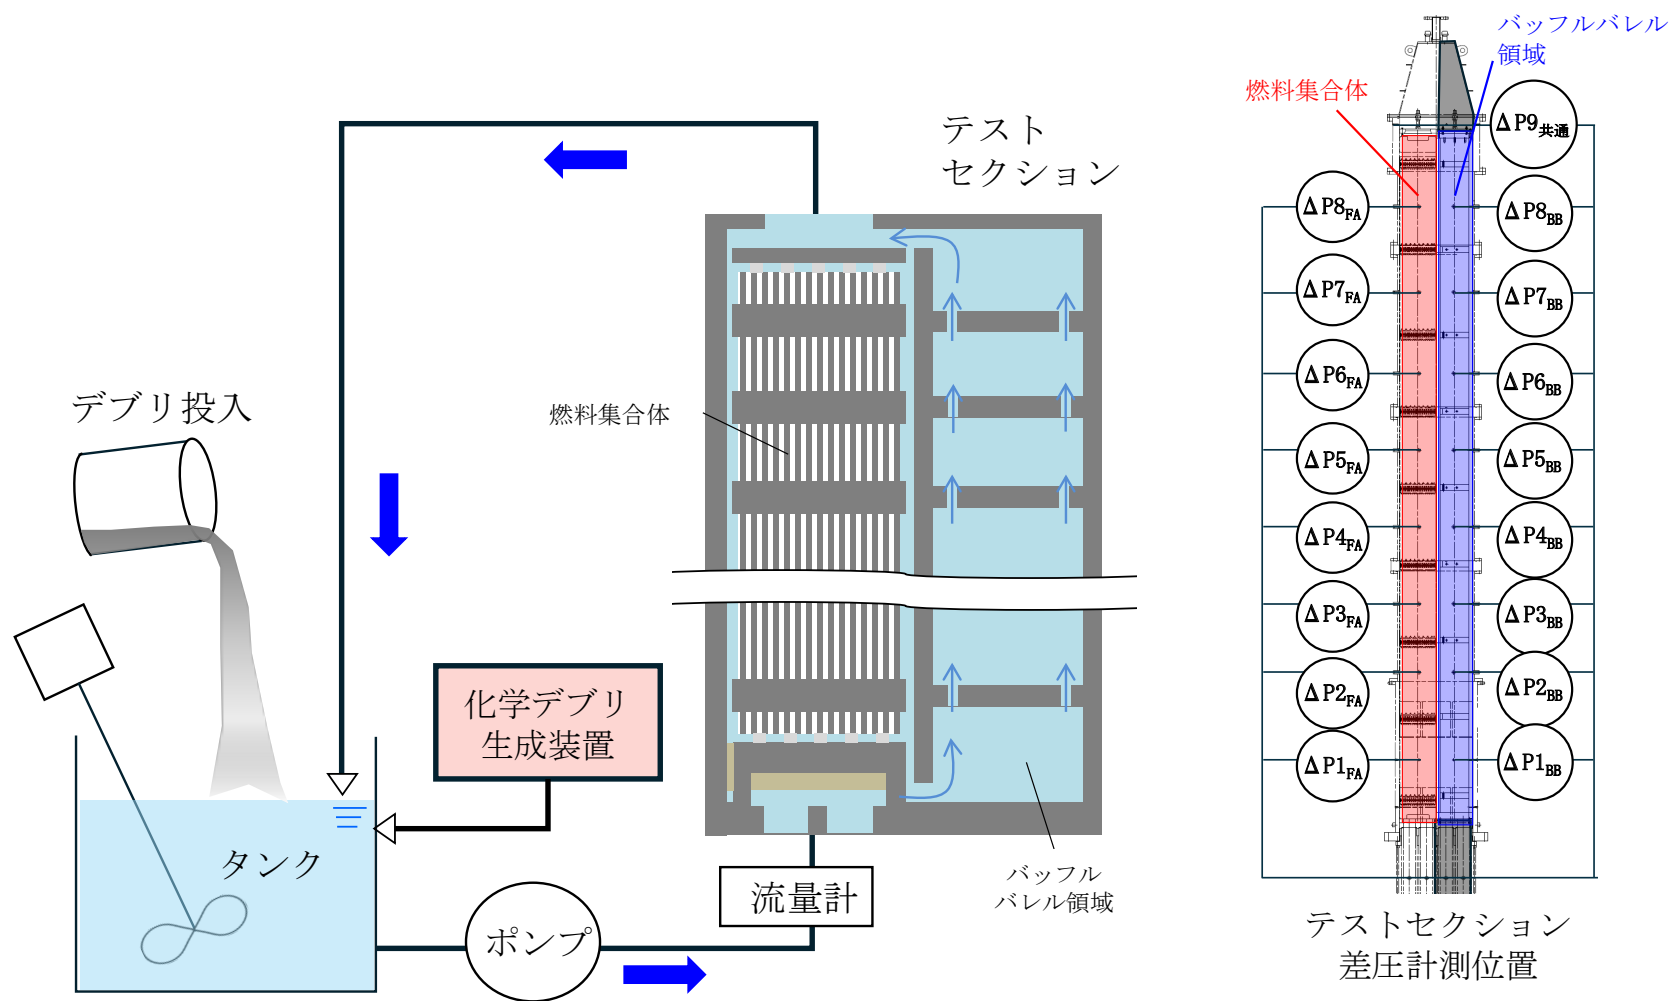 デブリ投入
タンク
化学デブリ
生成装置
ポンプ
流量計
テスト
セクション
燃料集合体
バッフル
バレル領域
バッフルバレル
領域
燃料集合体
ΔP9共通
ΔP8FA
ΔP8BB
ΔP7FA
ΔP7BB
ΔP6FA
ΔP6BB
ΔP5FA
ΔP5BB
ΔP4FA
ΔP4BB
ΔP3FA
ΔP3BB
ΔP2FA
ΔP2BB
ΔP1FA
ΔP1BB
テストセクション
差圧計測位置